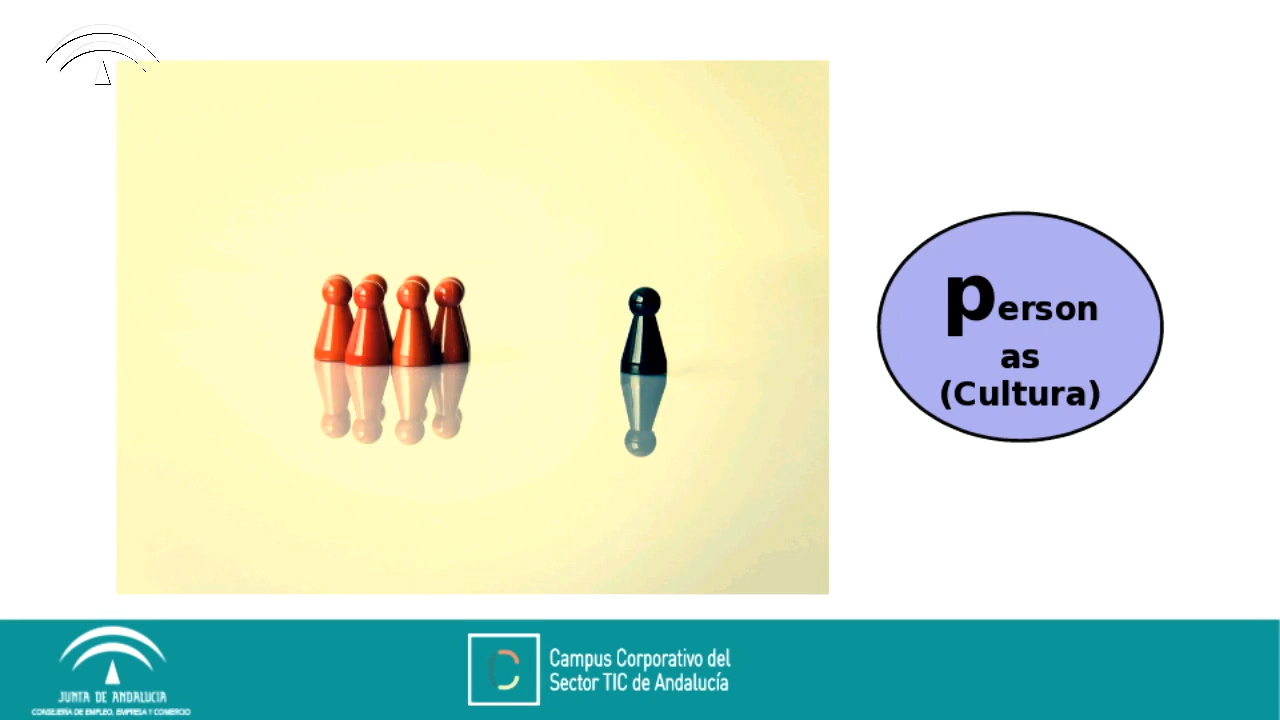 person
as
(Cultura)
JUNTA DE ANDALUCIA
CONSEJERÍA DE EMPLEO, EMPRESA Y COMERCIO
Campus Corporativo del
Sector TIC de Andalucía